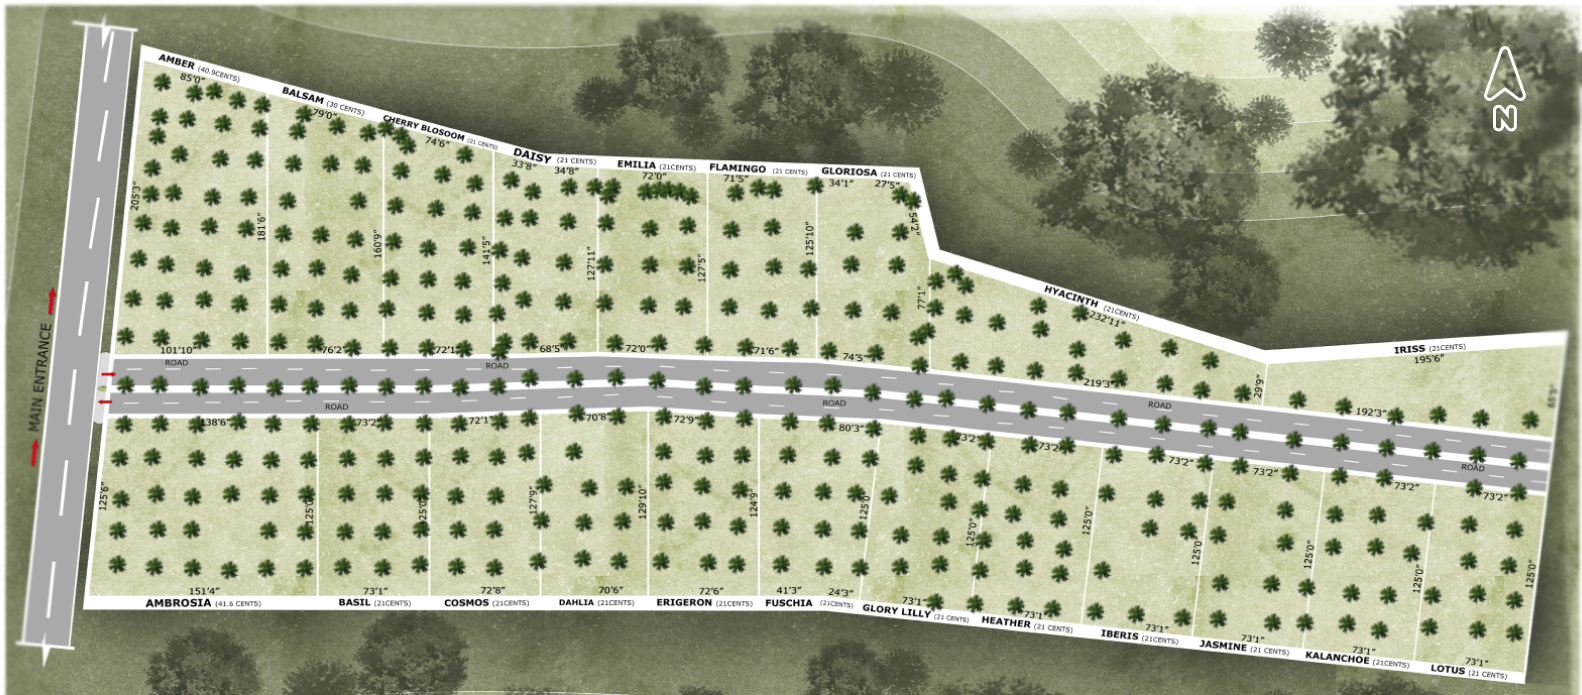 AMBER (40.9CENTS)
85'0"
BALSAM (30 CENTS)
79'0"
CHERRY BLOSOOM (21 CENTS)
74'6"
DAISY (21 CENTS)
33'8"
34'8"
EMILIA (21CENTS)
72'0"
FLAMINGO (21 CENTS)
71'5"
GLORIOSA (21 CENTS)
34'1"
27'5"
54'2"
N
205'3"
181'6"
160'9"
141'5"
127'11"
127'5"
125'10"
77'1"
HYACINTH (21CENTS)
232'11"
IRISS (21CENTS)
195'6"
29'9"
65'9"
MAIN ENTRANCE
101'10"
76'2"
72'1"
68'5"
72'0"
71'6"
74'5"
219'3"
192'3"
ROAD
ROAD
ROAD
ROAD
ROAD
ROAD
138'6"
73'2"
72'1"
70'8"
72'9"
80'3"
73'2"
73'2"
73'2"
73'2"
73'2"
73'2"
125'6"
125'0"
125'0"
127'9"
129'10"
124'9"
125'0"
125'0"
125'0"
125'0"
125'0"
125'0"
125'0"
151'4"
73'1"
72'8"
70'6"
72'6"
41'3"
24'3"
73'1"
73'1"
73'1"
73'1"
73'1"
73'1"
AMBROSIA (41.6 CENTS)
BASIL (21CENTS)
COSMOS (21CENTS)
DAHLIA (21CENTS)
ERIGERON (21CENTS)
FUSCHIA (21CENTS)
GLORY LILLY (21 CENTS)
HEATHER (21 CENTS)
IBERIS (21CENTS)
JASMINE (21 CENTS)
KALANCHOE (21CENTS)
LOTUS (21 CENTS)